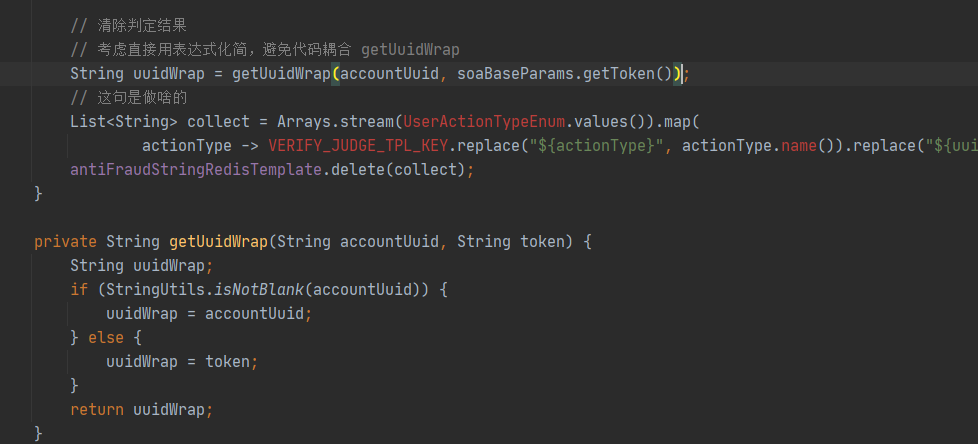 // 清除判定结果
// 考虑直接用表达式化简，避免代码耦合 getUuidWrap
String uuidWrap = getUuidWrap(accountUuid, soaBaseParams.getToken());
// 这句是做啥的
List<String> collect = Arrays.stream(UserActionTypeEnum.values()).map(
actionType -> VERIFY_JUDGE_TPL_KEY.replace("${actionType}", actionType.name()).replace("${uui
antiFraudStringRedisTemplate.delete(collect);
}
private String getUuidWrap(String accountUuid, String token) {
String uuidWrap;
if (StringUtils.isNotBlank(accountUuid)) {
uuidWrap = accountUuid;
} else {
uuidWrap = token;
}
return uuidWrap;
}